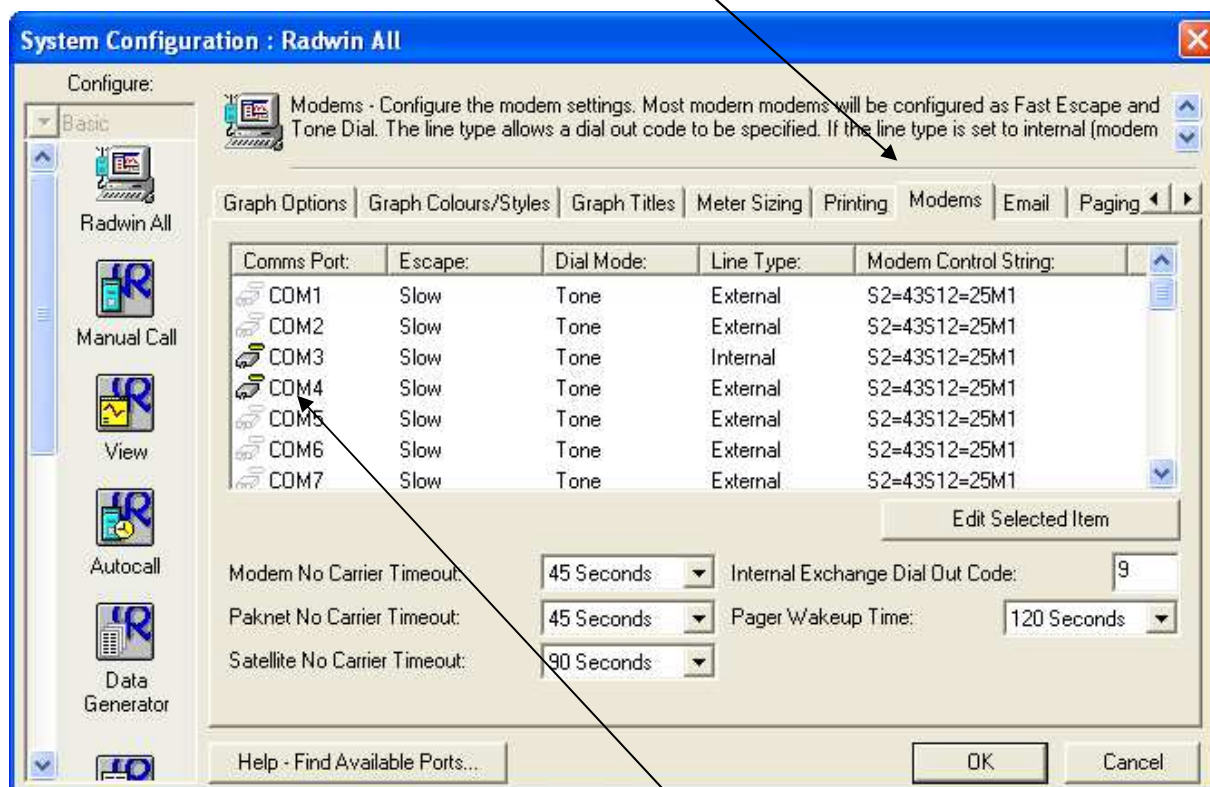 System Configuration : Radwin All
Configure:
Basic
Radwin All
Manual Call
View
Autocall
Data
Generator
Modems - Configure the modem settings. Most modern modems will be configured as Fast Escape and
Tone Dial. The line type allows a dial out code to be specified. If the line type is set to internal (modem
Graph Options Graph Colours/Styles Graph Titles Meter Sizing Printing Modems Email Paging
Comms Port: Escape: Dial Mode: Line Type: Modem Control String:
COM1 Slow Tone External S2=43S12=25M1
COM2 Slow Tone External S2=43S12=25M1
COM3 Slow Tone Internal S2=43S12=25M1
COM4 Slow Tone External S2=43S12=25M1
COM5 Slow Tone External S2=43S12=25M1
COM6 Slow Tone External S2=43S12=25M1
COM7 Slow Tone External S2=43S12=25M1
Edit Selected Item
Modem No Carrier Timeout: 45 Seconds Internal Exchange Dial Out Code: 9
Paknet No Carrier Timeout: 45 Seconds Pager Wakeup Time: 120 Seconds
Satellite No Carrier Timeout: 90 Seconds
Help - Find Available Ports... OK Cancel